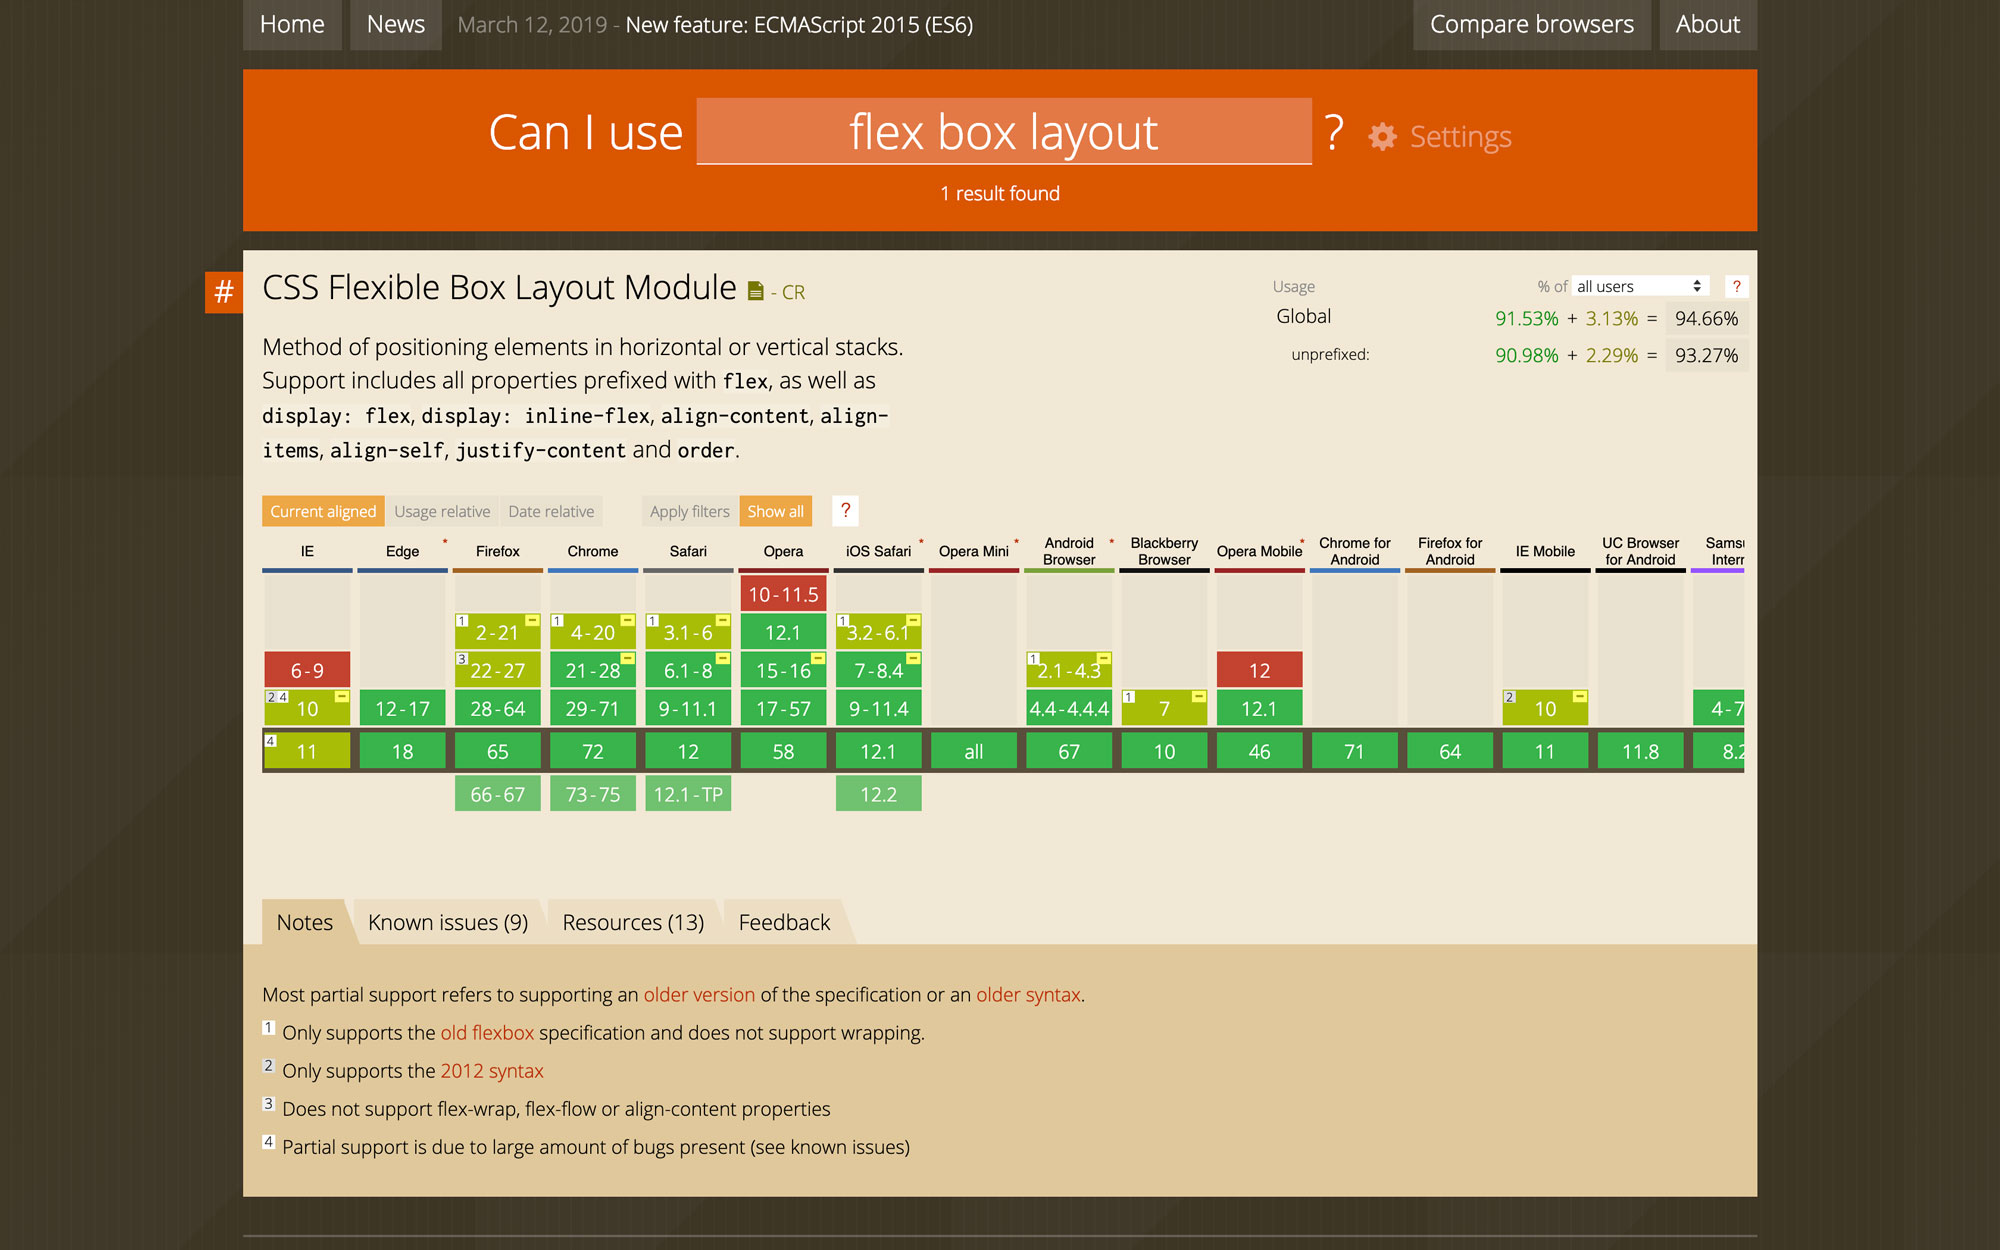 Home News March 12, 2019 - New feature: ECMAScript 2015 (ES6) Compare browsers About
Can I use flex box layout ? Settings
1 result found
# CSS Flexible Box Layout Module - CR
Usage % of all users ?
Global 91.53% + 3.13% = 94.66%
unprefixed: 90.98% + 2.29% = 93.27%
Method of positioning elements in horizontal or vertical stacks.
Support includes all properties prefixed with flex, as well as
display: flex, display: inline-flex, align-content, align-
items, align-self, justify-content and order.
Current aligned Usage relative Date relative Apply filters Show all ?
IE Edge * Firefox Chrome Safari Opera iOS Safari * Opera Mini * Android Browser * Blackberry Browser Opera Mobile * Chrome for Android Firefox for Android IE Mobile UC Browser for Android Samsu Intern
10-11.5
1 2-21 1 4-20 1 3.1-6 12.1 1 3.2-6.1
6-9 3 22-27 21-28 6.1-8 15-16 7-8.4 1 2.1-4.3 12
2 4 10 12-17 28-64 29-71 9-11.1 17-57 9-11.4 4.4-4.4.4 1 7 12.1 2 10 4-7
4 11 18 65 72 12 58 12.1 all 67 10 46 71 64 11 11.8 8.2
66-67 73-75 12.1-TP 12.2
Notes Known issues (9) Resources (13) Feedback
Most partial support refers to supporting an older version of the specification or an older syntax.
1 Only supports the old flexbox specification and does not support wrapping.
2 Only supports the 2012 syntax
3 Does not support flex-wrap, flex-flow or align-content properties
4 Partial support is due to large amount of bugs present (see known issues)